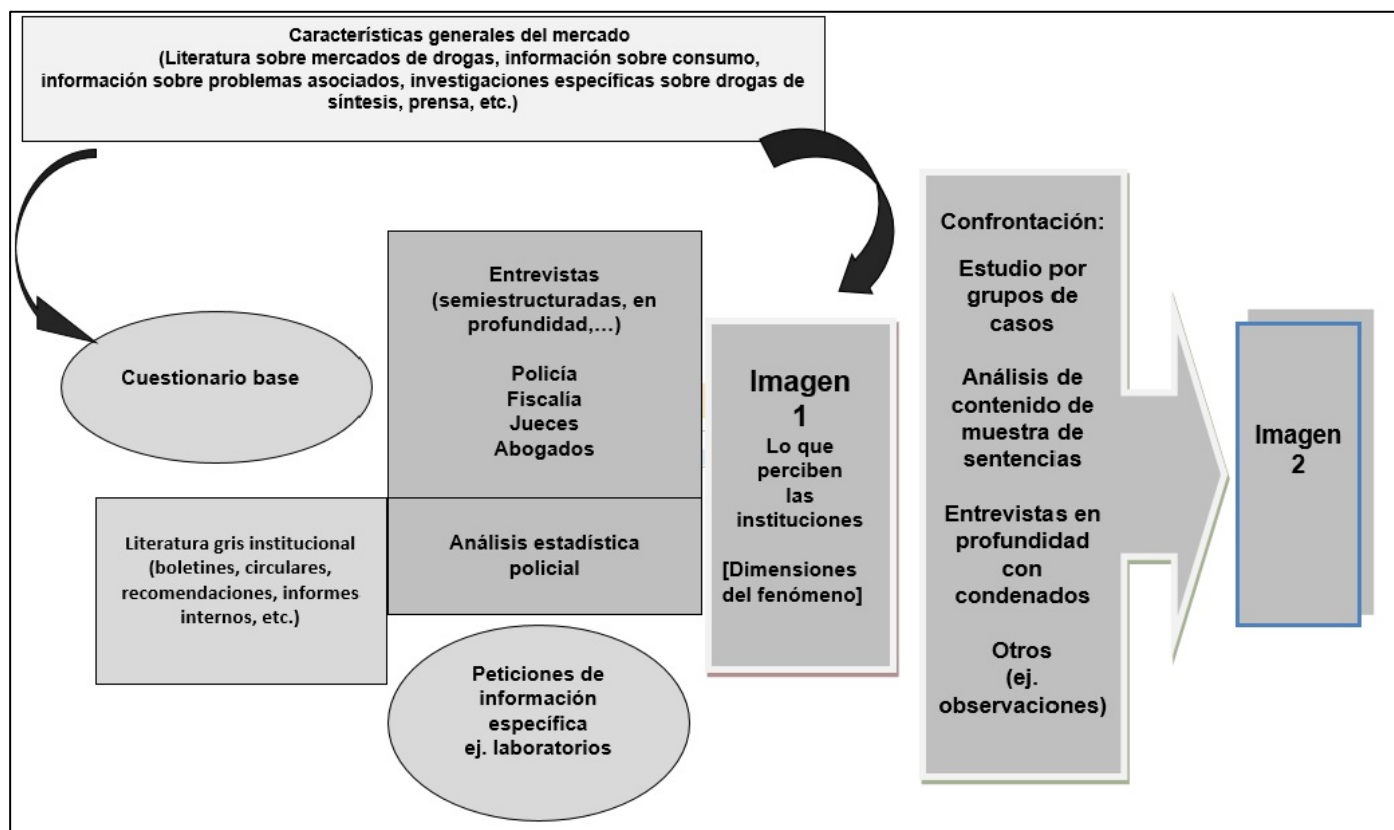 Características generales del mercado
(Literatura sobre mercados de drogas, información sobre consumo,
información sobre problemas asociados, investigaciones específicas sobre drogas de
síntesis, prensa, etc.)
Cuestionario base
Entrevistas
(semiestructuradas, en
profundidad,…)
Policía
Fiscalía
Jueces
Abogados
Literatura gris institucional
(boletines, circulares,
recomendaciones, informes
internos, etc.)
Análisis estadística
policial
Peticiones de
información
específica
ej. laboratorios
Imagen
1
Lo que
perciben
las
instituciones
[Dimensiones
del fenómeno]
Confrontación:
Estudio por
grupos de
casos
Análisis de
contenido de
muestra de
sentencias
Entrevistas en
profundidad
con
condenados
Otros
(ej.
observaciones)
Imagen
2